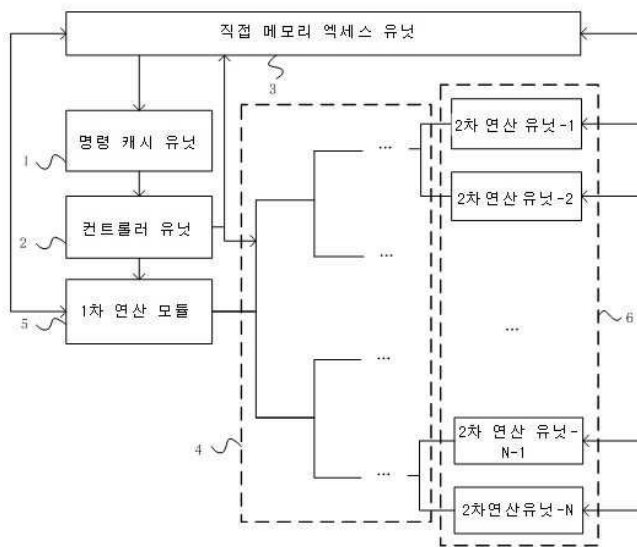 직접 메모리 엑세스 유닛
3
명령 캐시 유닛
1
컨트롤러 유닛
2
1차 연산 모듈
5
4
...
...
...
...
2차 연산 유닛-1
2차 연산 유닛-2
...
6
2차 연산 유닛-
N-1
2차연산유닛-N